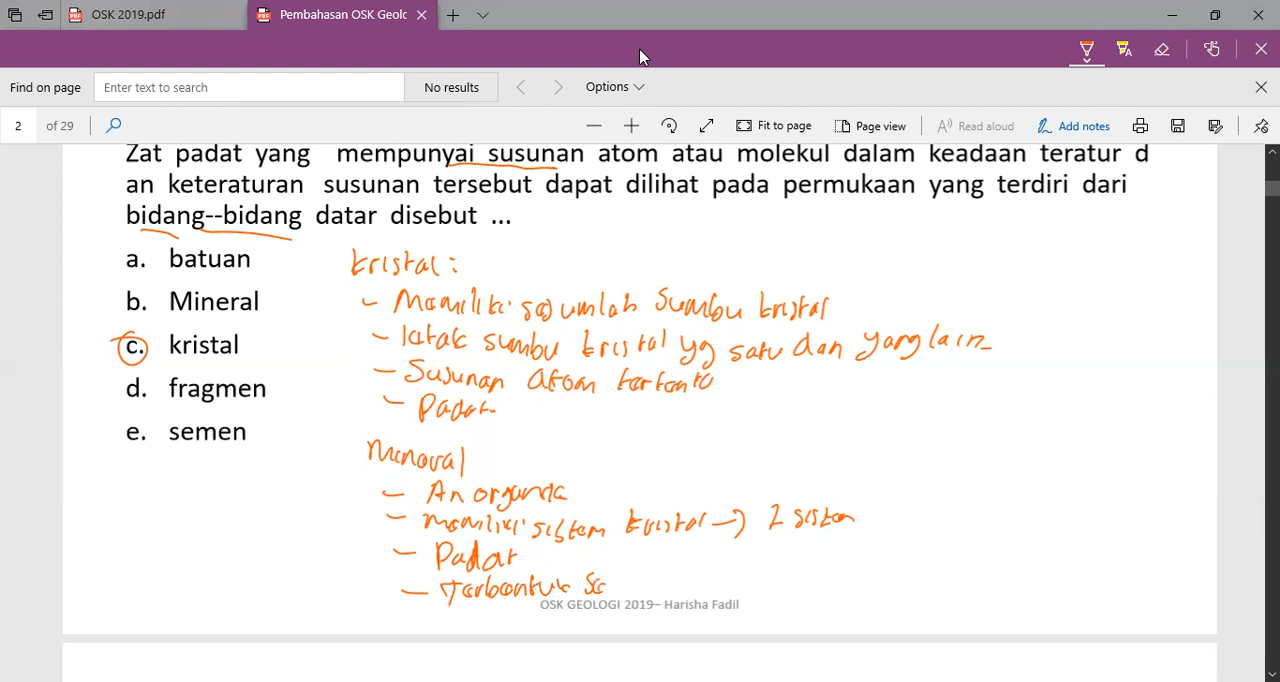 OSK 2019.pdf
Pembahasan OSK Geolo
Find on page
Enter text to search
No results
Options
2 of 29
Fit to page
Page view
Read aloud
Add notes
Zat padat yang mempunyai susunan atom atau molekul dalam keadaan teratur d
an keteraturan susunan tersebut dapat dilihat pada permukaan yang terdiri dari
bidang--bidang datar disebut ...
a. batuan
b. Mineral
c. kristal
d. fragmen
e. semen
kristal :
- Memiliki sejumlah sumbu kristal
- letak sumbu kristal yg satu dan yang lain
- Susunan atom tertentu
- Padat
Mineral
- An organik
- memiliki sistem kristal → 7 sistem
- Padat
- Terbentuk Se
OSK GEOLOGI 2019– Harisha Fadil